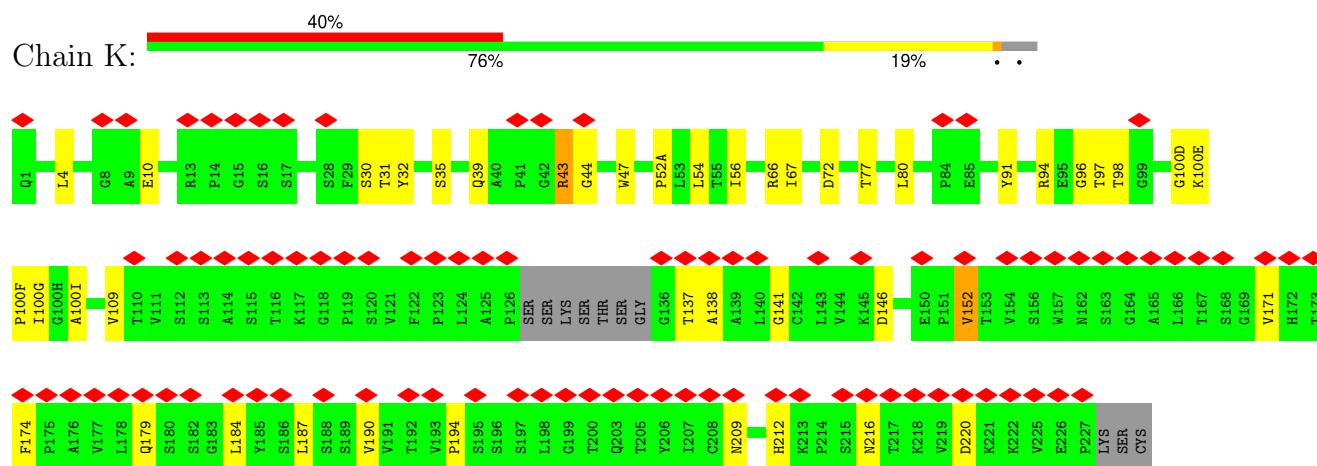 40%
Chain K:
76% 19% • •
Q1 L4 G8 A9 E10 R13 P14 G15 S16 S17 S28 F29 S30 T31 Y32 S35 Q39 A40 P41 G42 R43 G44 W47 P52A L53 L54 T55 I56 R66 I67 D72 T77 L80 P84 E85 Y91 R94 E95 G96 T97 T98 G99 G100D K100E
P100F I100G G100H A100I V109 T110 V111 S112 S113 A114 S115 T116 K117 G118 P119 S120 V121 F122 P123 L124 A125 P126 SER SER LYS SER THR SER GLY G136 T137 A138 A139 L140 G141 C142 L143 V144 K145 D146 E150 P151 V152 T153 V154 S156 W157 N162 S163 G164 A165 L166 T167 S168 G169 V171 H172 T173
F174 P175 A176 V177 L178 Q179 S180 S182 G183 L184 Y185 S186 L187 S188 S189 V190 V191 T192 V193 P194 S195 S196 S197 L198 G199 T200 Q203 T205 Y206 I207 C208 N209 H212 K213 P214 S215 N216 T217 K218 V219 D220 K221 K222 V225 E226 P227 LYS SER CYS